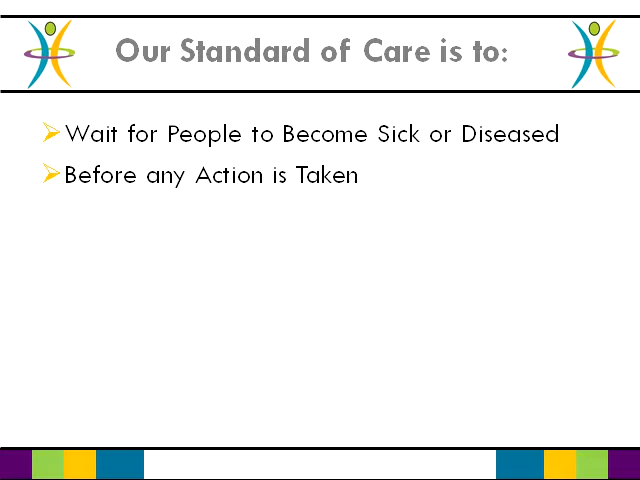 Our Standard of Care is to:
Wait for People to Become Sick or Diseased
Before any Action is Taken